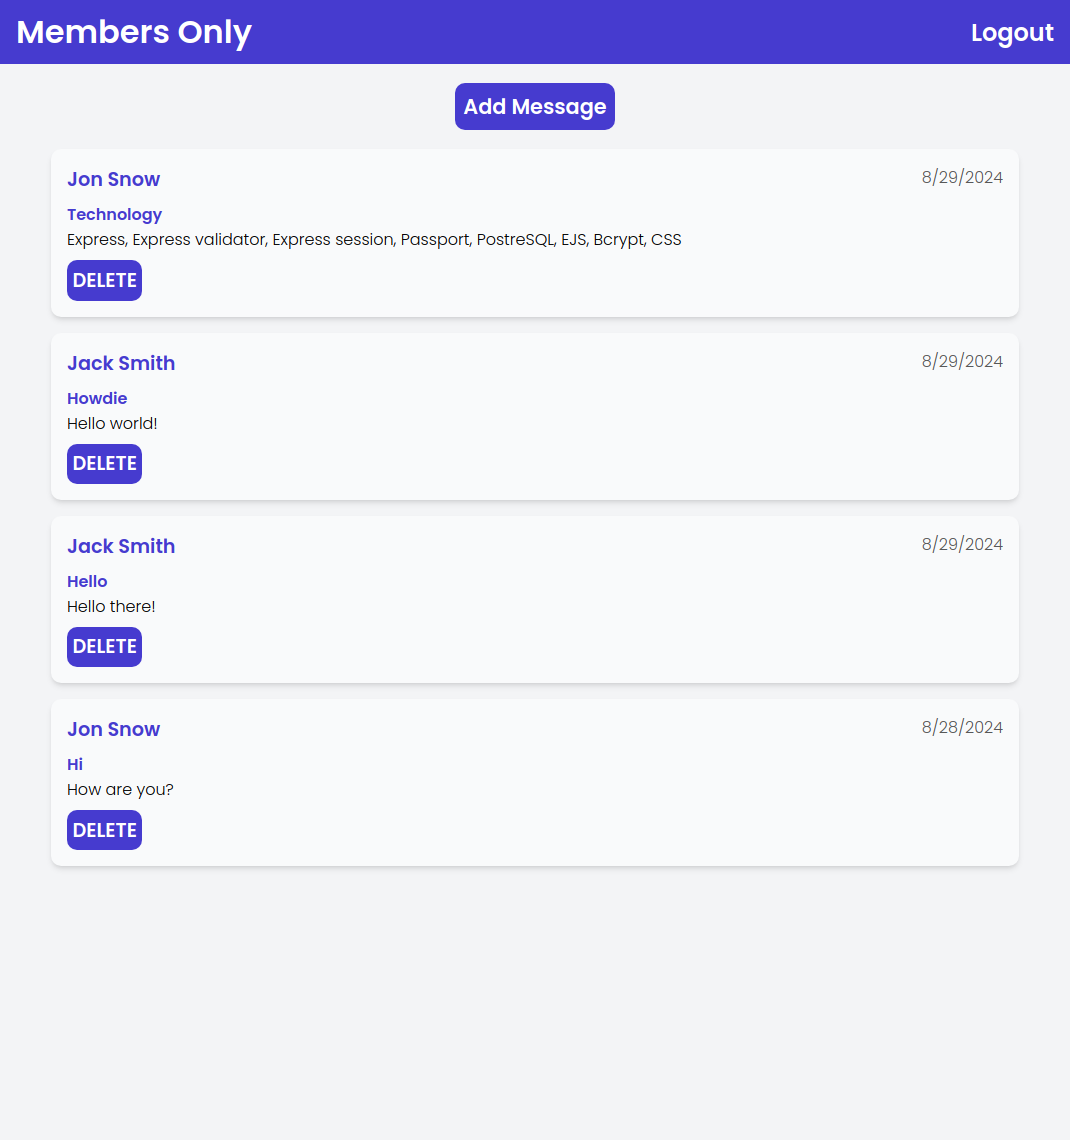 Members Only
Logout
Add Message
Jon Snow
8/29/2024
Technology
Express, Express validator, Express session, Passport, PostreSQL, EJS, Bcrypt, CSS
DELETE
Jack Smith
8/29/2024
Howdie
Hello world!
DELETE
Jack Smith
8/29/2024
Hello
Hello there!
DELETE
Jon Snow
8/28/2024
Hi
How are you?
DELETE